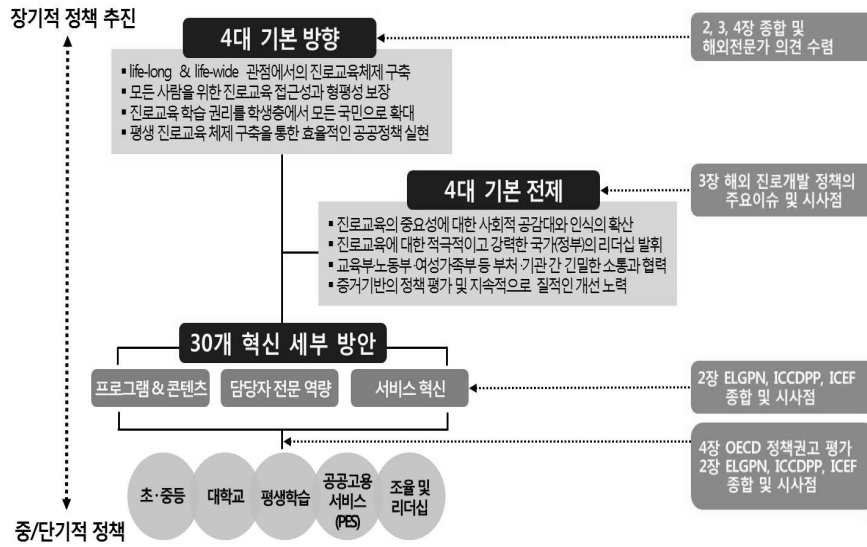 장기적 정책 추진
4대 기본 방향
▪ life-long & life-wide 관점에서의 진로교육체제 구축
▪ 모든 사람을 위한 진로교육 접근성과 형평성 보장
▪ 진로교육 학습 권리를 학생층에서 모든 국민으로 확대
▪ 평생 진로교육 체제 구축을 통한 효율적인 공공정책 실현
2, 3, 4장 종합 및
해외전문가 의견 수렴
4대 기본 전제
▪ 진로교육의 중요성에 대한 사회적 공감대와 인식의 확산
▪ 진로교육에 대한 적극적이고 강력한 국가(정부)의 리더십 발휘
▪ 교육부·노동부·여성가족부 등 부처·기관 간 긴밀한 소통과 협력
▪ 증거기반의 정책 평가 및 지속적으로 질적인 개선 노력
3장 해외 진로개발 정책의
주요이슈 및 시사점
30개 혁신 세부 방안
프로그램 & 콘텐츠
담당자 전문 역량
서비스 혁신
2장 ELGPN, ICCDPP, ICEF
종합 및 시사점
4장 OECD 정책권고 평가
2장 ELGPN, ICCDPP, ICEF
종합 및 시사점
초·중등
대학교
평생학습
공공고용
서비스
(PES)
조율 및
리더십
중/단기적 정책